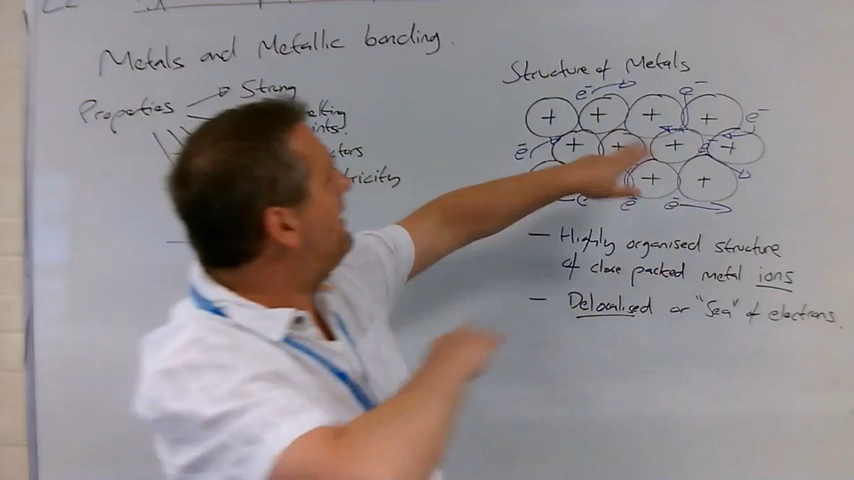 Metals and Metallic bonding.
Properties
Strong
Structure of Metals
e⁻ e⁻
+ + + + e⁻
e⁻ + + + e⁻ +
+ +
e⁻ e⁻ e⁻
— Highly organised structure
of close packed metal ions
— Delocalised or "Sea" of electrons.